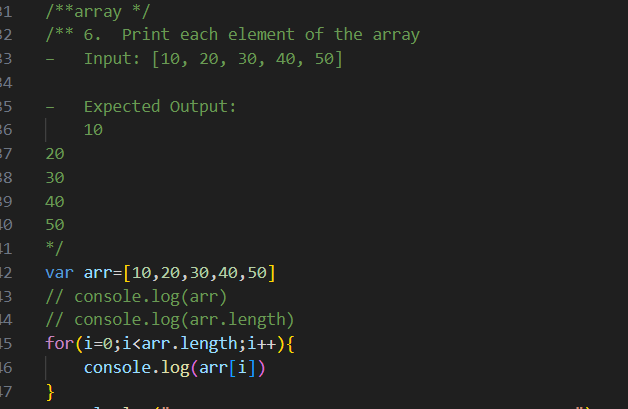 31 /**array */
32 /** 6.  Print each element of the array
33 –   Input: [10, 20, 30, 40, 50]
34
35 –   Expected Output:
36     10
37 20
38 30
39 40
40 50
41 */
42 var arr=[10,20,30,40,50]
43 // console.log(arr)
44 // console.log(arr.length)
45 for(i=0;i<arr.length;i++){
46     console.log(arr[i])
47 }